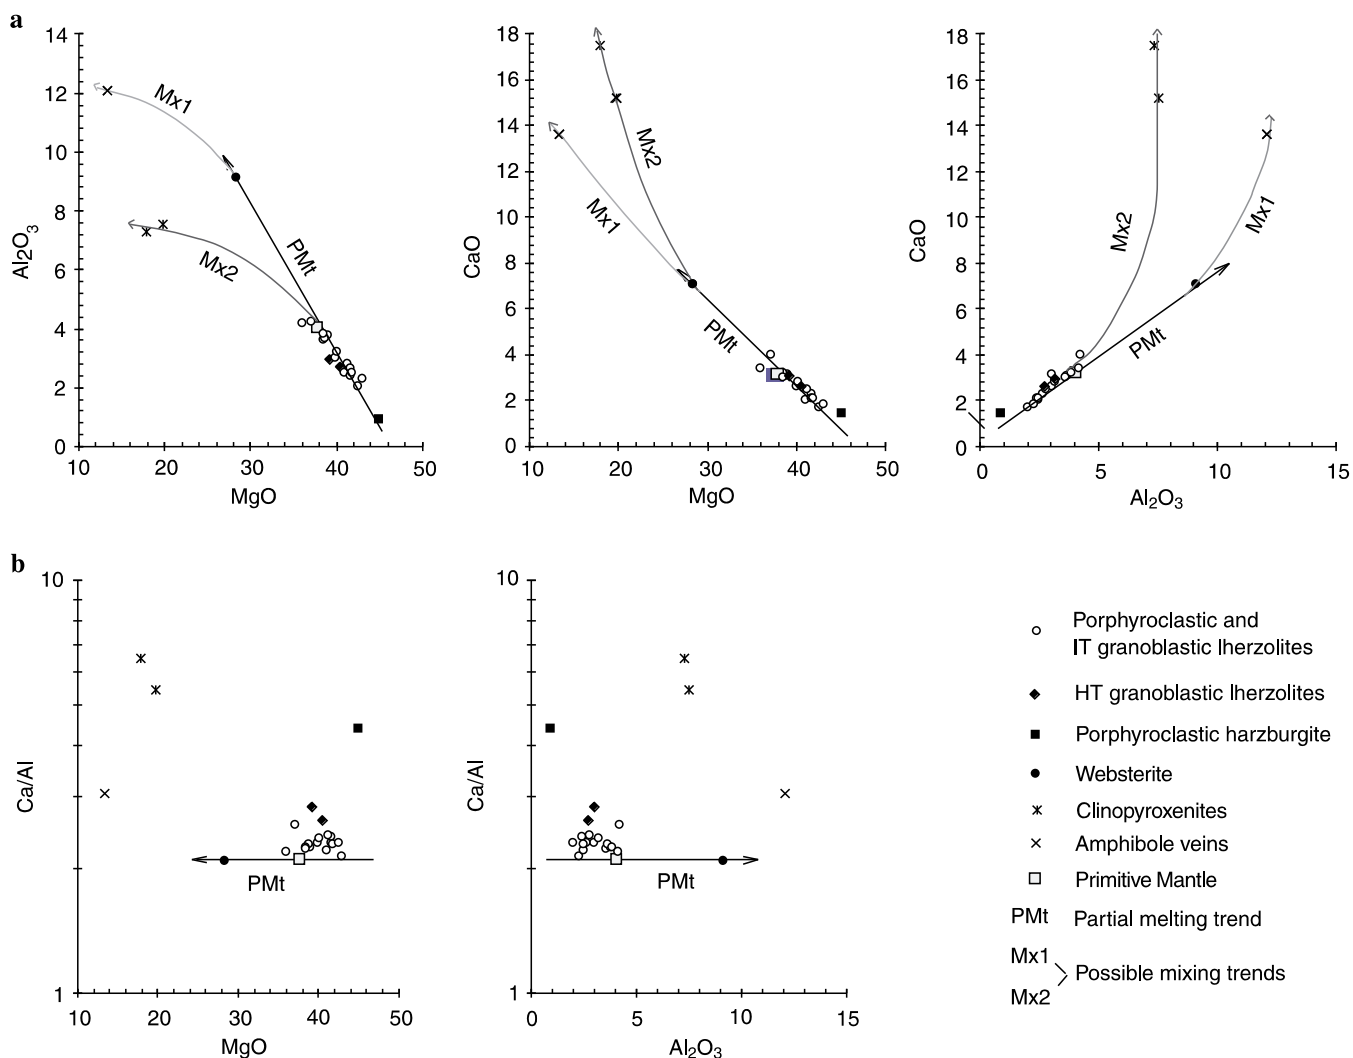 a
14
12
10
8
6
4
2
0
Al₂O₃
10 20 30 40 50
MgO
Mx1
Mx2
PMt
18
16
14
12
10
8
6
4
2
0
CaO
10 20 30 40 50
MgO
Mx2
Mx1
PMt
18
16
14
12
10
8
6
4
2
0
CaO
0 5 10 15
Al₂O₃
Mx2
Mx1
PMt
b
10
1
Ca/Al
10 20 30 40 50
MgO
PMt
10
1
Ca/Al
0 5 10 15
Al₂O₃
PMt
Porphyroclastic and
IT granoblastic lherzolites
HT granoblastic lherzolites
Porphyroclastic harzburgite
Websterite
Clinopyroxenites
Amphibole veins
Primitive Mantle
PMt Partial melting trend
Mx1
Possible mixing trends
Mx2